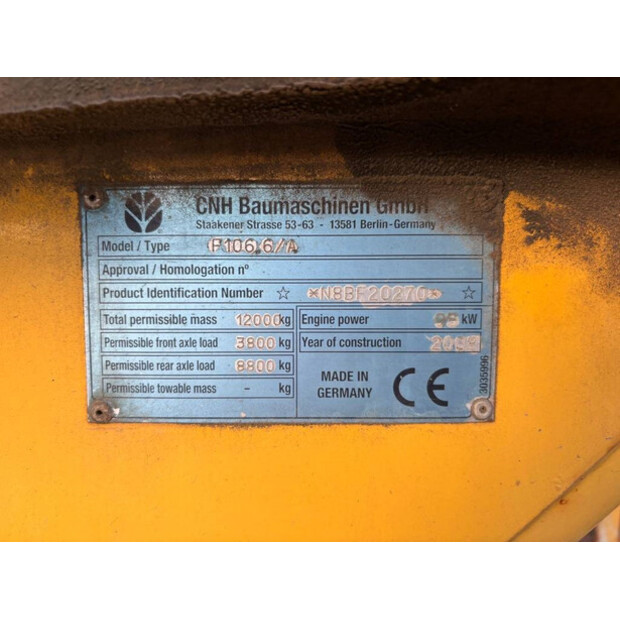 CNH Baumaschinen GmbH
Staakener Strasse 53-63 - 13581 Berlin-Germany
Model / Type F106.6/A
Approval / Homologation nº
Product Identification Number ☆ *N8BF20270* ☆
Total permissible mass 12000 kg Engine power kW
Permissible front axle load 3800 kg Year of construction
Permissible rear axle load 8800 kg
Permissible towable mass - kg
MADE IN
GERMANY
CE
3035996